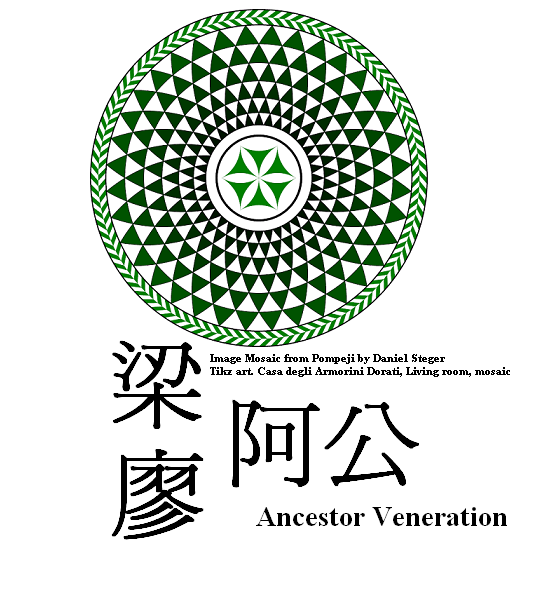 Image Mosaic from Pompeji by Daniel Steger
Tikz art. Casa degli Armorini Dorati, Living room, mosaic
梁
廖
阿公
Ancestor Veneration